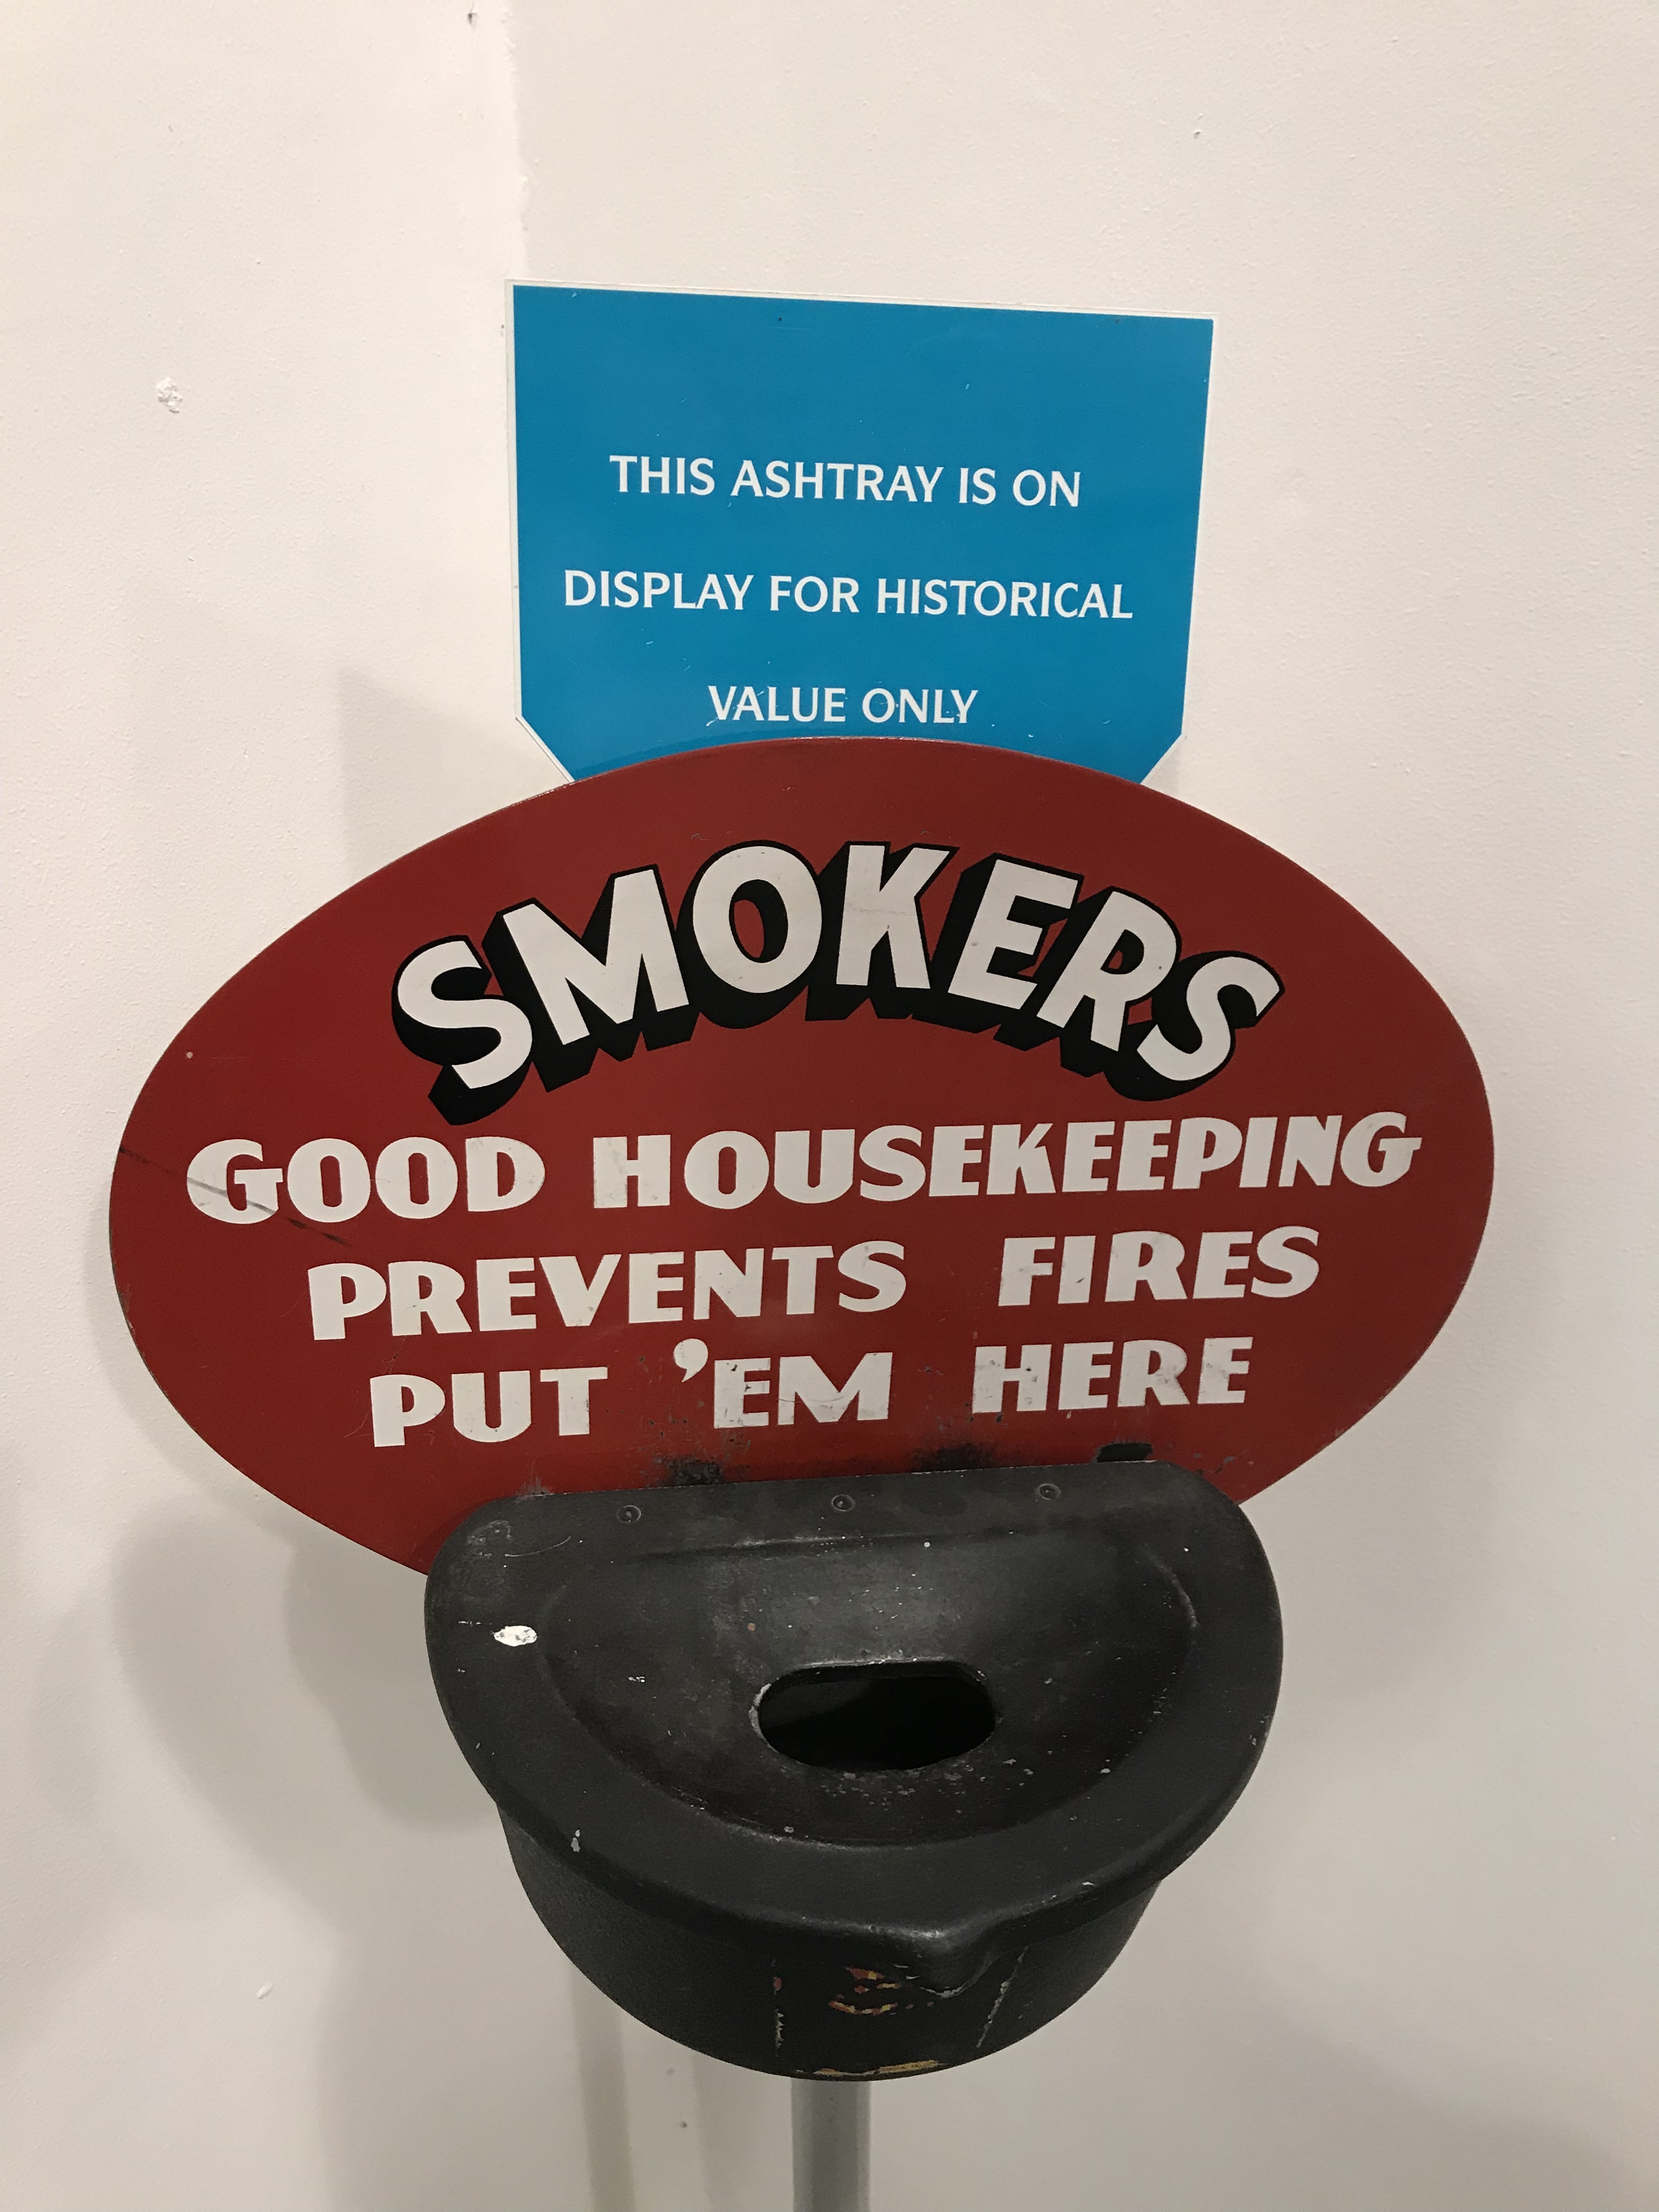 THIS ASHTRAY IS ON
DISPLAY FOR HISTORICAL
VALUE ONLY
SMOKERS
GOOD HOUSEKEEPING
PREVENTS FIRES
PUT 'EM HERE